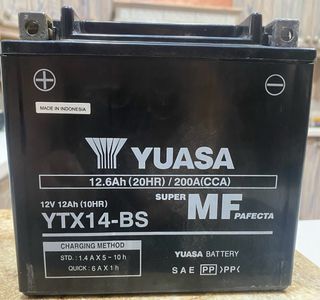 +
-
MADE IN INDONESIA
YUASA
12.6Ah(20HR) / 200A(CCA)
12V 12Ah (10HR)
SUPER MF PAFECTA
YTX14-BS
CHARGING METHOD
STD. : 1.4 A X 5 - 10 h
QUICK : 6 A X 1 h
YUASA BATTERY
S A E PP )PP(